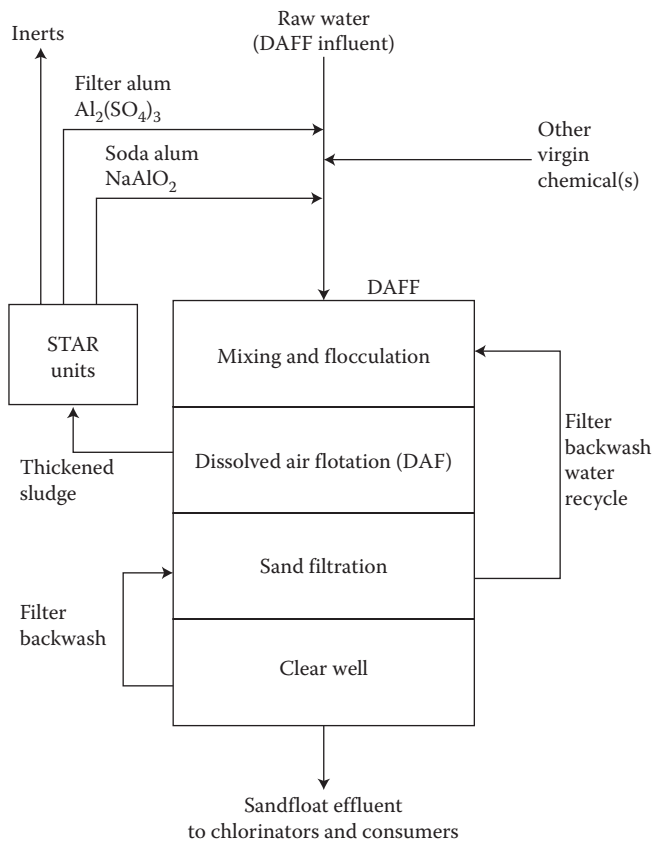 Inerts
Raw water
(DAFF influent)
Filter alum
Al₂(SO₄)₃
Soda alum
NaAlO₂
Other
virgin
chemical(s)
DAFF
STAR
units
Mixing and flocculation
Thickened
sludge
Dissolved air flotation (DAF)
Filter
backwash
water
recycle
Sand filtration
Filter
backwash
Clear well
Sandfloat effluent
to chlorinators and consumers